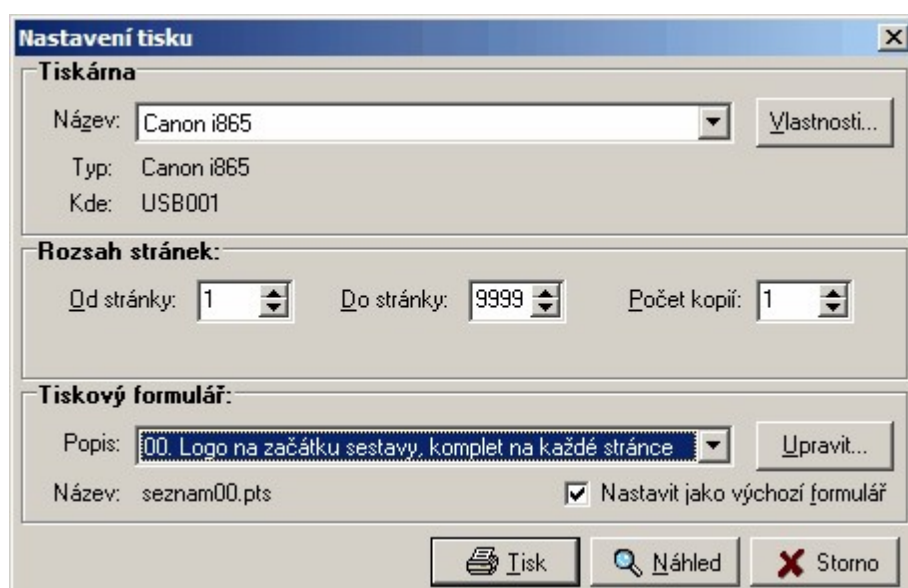 Nastavení tisku
Tiskárna
Název: Canon i865 Vlastnosti...
Typ: Canon i865
Kde: USB001
Rozsah stránek:
Od stránky: 1 Do stránky: 9999 Počet kopií: 1
Tiskový formulář:
Popis: 00. Logo na začátku sestavy, komplet na každé stránce Upravit...
Název: seznam00.pts Nastavit jako výchozí formulář
Tisk Náhled Storno